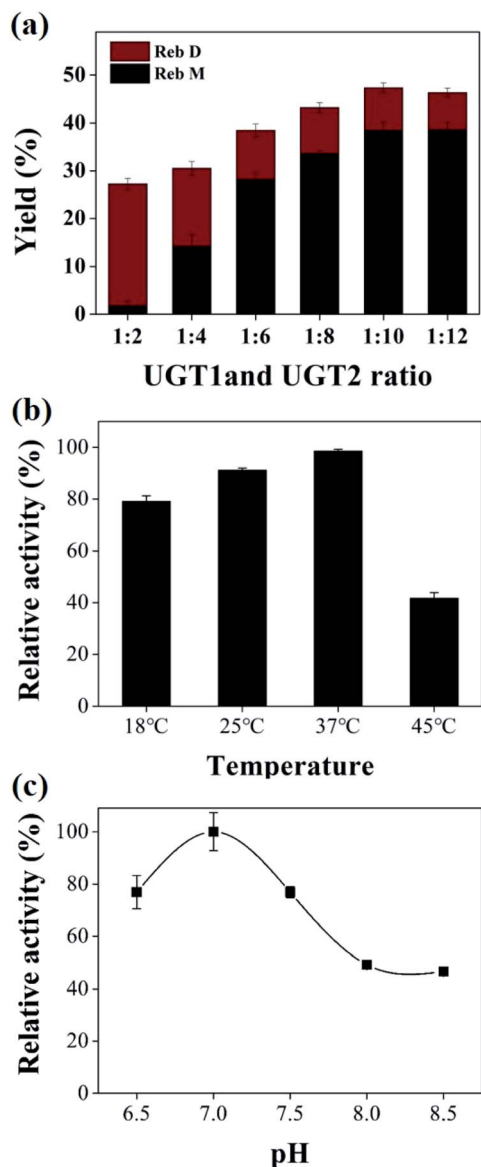 (a)
Reb D
Reb M
50
40
30
20
10
0
Yield (%)
1:2 1:4 1:6 1:8 1:10 1:12
UGT1and UGT2 ratio
(b)
100
80
60
40
20
0
Relative activity (%)
18°C 25°C 37°C 45°C
Temperature
(c)
100
80
60
40
20
0
Relative activity (%)
6.5 7.0 7.5 8.0 8.5
pH